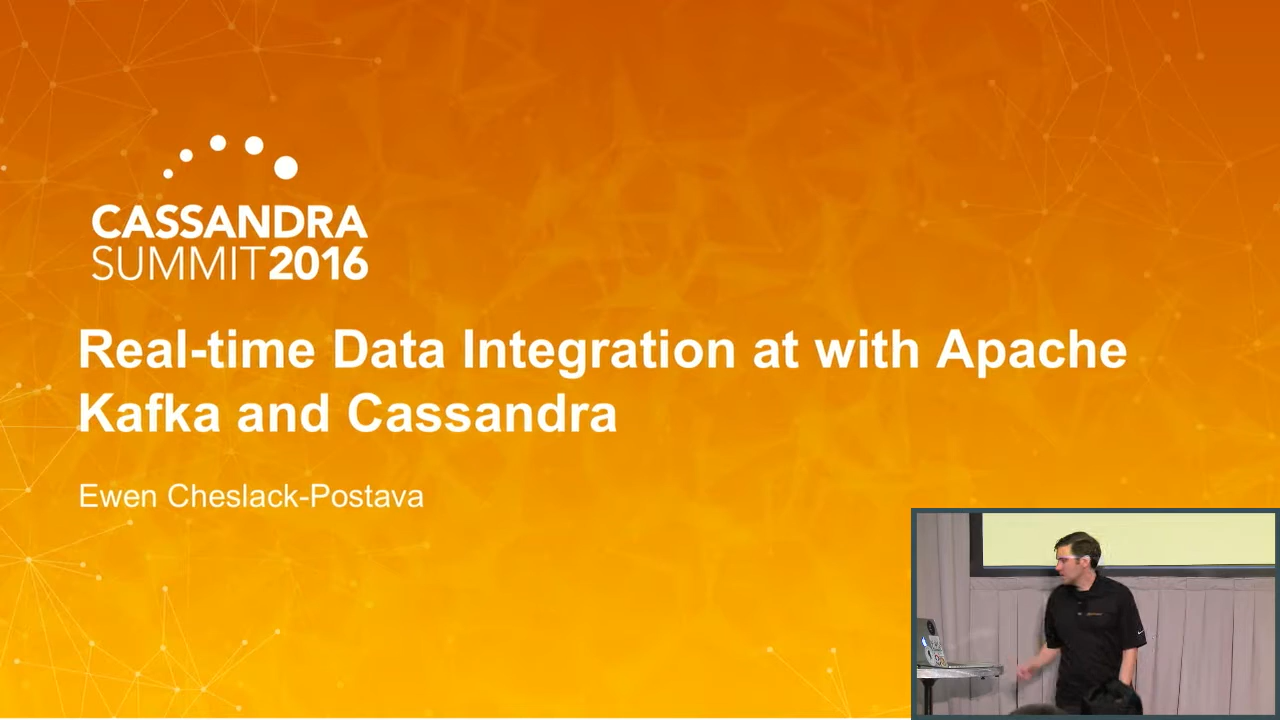 CASSANDRA
SUMMIT2016
Real-time Data Integration at with Apache
Kafka and Cassandra
Ewen Cheslack-Postava